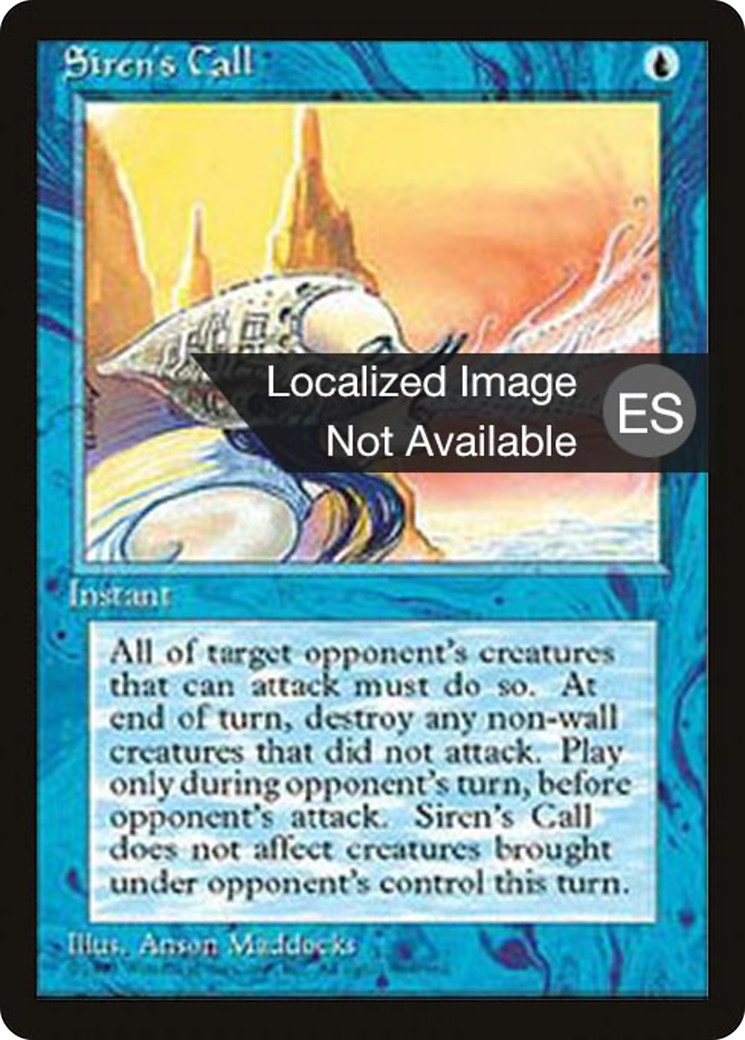 Siren's Call
Localized Image
Not Available
ES
Instant
All of target opponent's creatures
that can attack must do so. At
end of turn, destroy any non-wall
creatures that did not attack. Play
only during opponent's turn, before
opponent's attack. Siren's Call
does not affect creatures brought
under opponent's control this turn.
Illus. Anson Maddocks